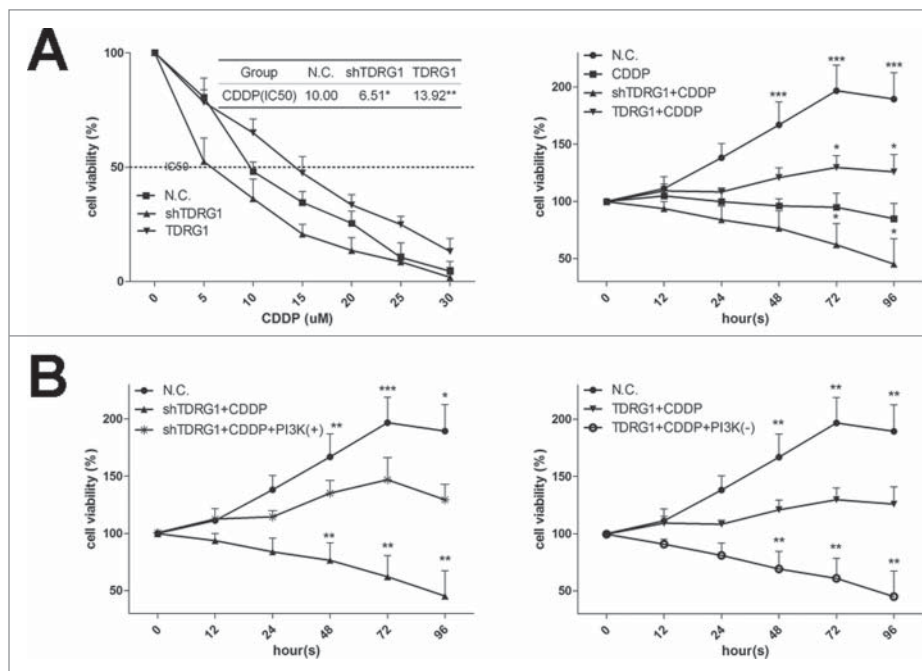 A
Group N.C. shTDRG1 TDRG1
CDDP(IC50) 10.00 6.51* 13.92**
cell viability (%)
100
50
0
IC50
N.C.
shTDRG1
TDRG1
0 5 10 15 20 25 30
CDDP (uM)
N.C.
CDDP
shTDRG1+CDDP
TDRG1+CDDP
cell viability (%)
200
150
100
50
*** *** ***
* *
* *
0 12 24 48 72 96
hour(s)
B
N.C.
shTDRG1+CDDP
shTDRG1+CDDP+PI3K(+)
cell viability (%)
200
150
100
50
** *** *
** ** **
0 12 24 48 72 96
hour(s)
N.C.
TDRG1+CDDP
TDRG1+CDDP+PI3K(-)
cell viability (%)
200
150
100
50
** ** **
** ** **
0 12 24 48 72 96
hour(s)